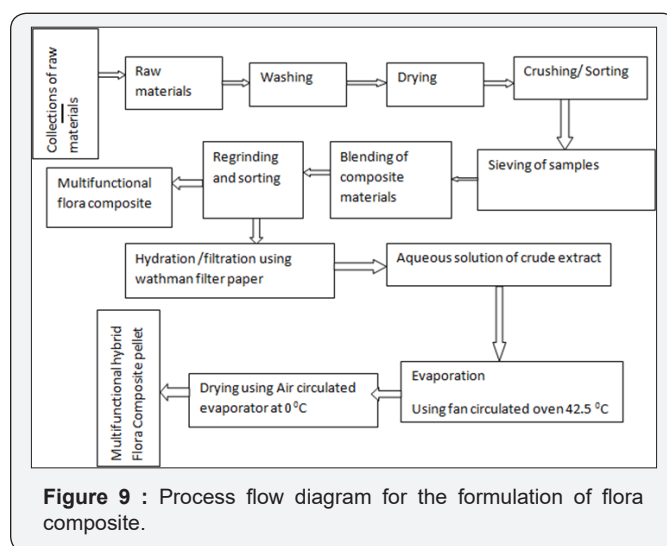 Collections of raw
materials
Raw
materials
Washing
Drying
Crushing/ Sorting
Sieving of samples
Blending of
composite
materials
Regrinding
and sorting
Multifunctional
flora composite
Hydration /filtration using
wathman filter paper
Aqueous solution of crude extract
Evaporation
Using fan circulated oven 42.5 ⁰C
Drying using Air circulated
evaporator at 0⁰C
Multifunctional hybrid
Flora Composite pellet
Figure 9 : Process flow diagram for the formulation of flora
composite.